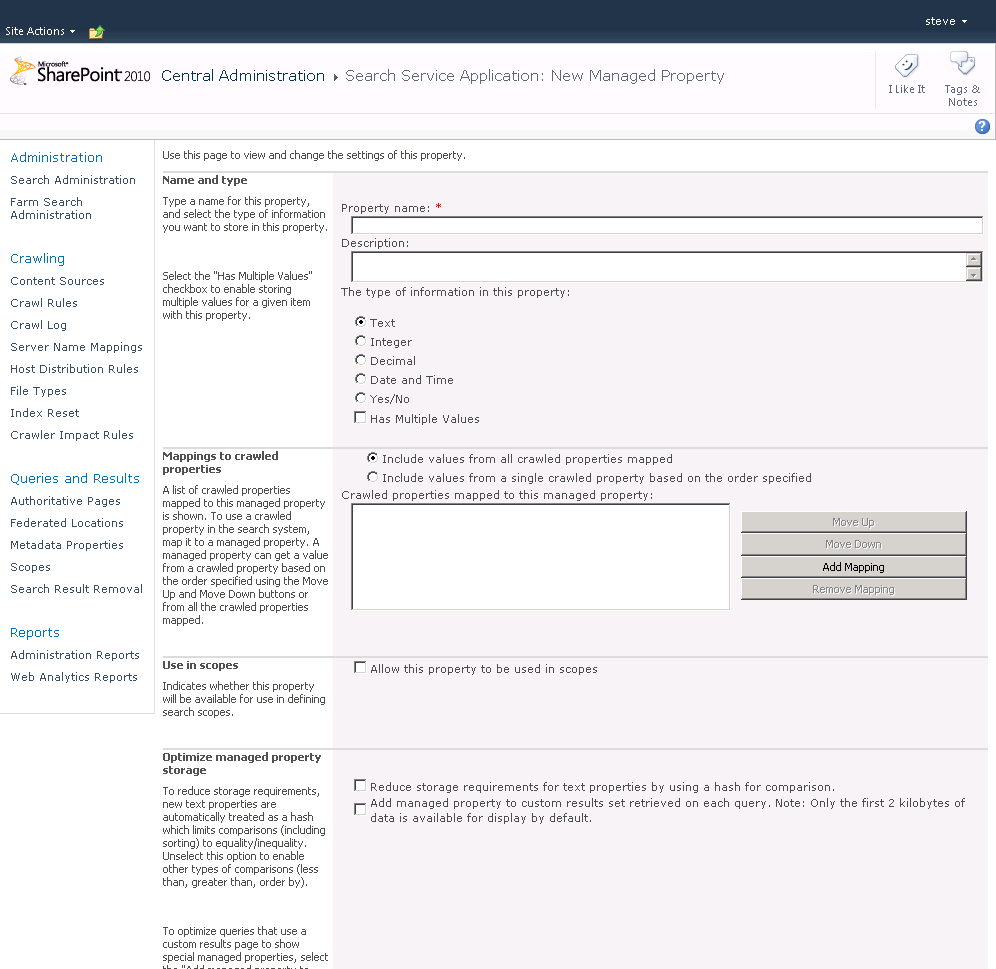 steve
Site Actions
Microsoft
SharePoint 2010
Central Administration
Search Service Application: New Managed Property
I Like It
Tags &
Notes
?
Administration
Search Administration
Farm Search
Administration
Crawling
Content Sources
Crawl Rules
Crawl Log
Server Name Mappings
Host Distribution Rules
File Types
Index Reset
Crawler Impact Rules
Queries and Results
Authoritative Pages
Federated Locations
Metadata Properties
Scopes
Search Result Removal
Reports
Administration Reports
Web Analytics Reports
Use this page to view and change the settings of this property.
Name and type
Type a name for this property,
and select the type of information
you want to store in this property.
Select the "Has Multiple Values"
checkbox to enable storing
multiple values for a given item
with this property.
Property name: *
Description:
The type of information in this property:
Text
Integer
Decimal
Date and Time
Yes/No
Has Multiple Values
Mappings to crawled
properties
A list of crawled properties
mapped to this managed property
is shown. To use a crawled
property in the search system,
map it to a managed property. A
managed property can get a value
from a crawled property based on
the order specified using the Move
Up and Move Down buttons or
from all the crawled properties
mapped.
Include values from all crawled properties mapped
Include values from a single crawled property based on the order specified
Crawled properties mapped to this managed property:
Move Up
Move Down
Add Mapping
Remove Mapping
Use in scopes
Indicates whether this property
will be available for use in defining
search scopes.
Allow this property to be used in scopes
Optimize managed property
storage
To reduce storage requirements,
new text properties are
automatically treated as a hash
which limits comparisons (including
sorting) to equality/inequality.
Unselect this option to enable
other types of comparisons (less
than, greater than, order by).
To optimize queries that use a
custom results page to show
special managed properties, select
the "Add managed property to
Reduce storage requirements for text properties by using a hash for comparison.
Add managed property to custom results set retrieved on each query. Note: Only the first 2 kilobytes of
data is available for display by default.